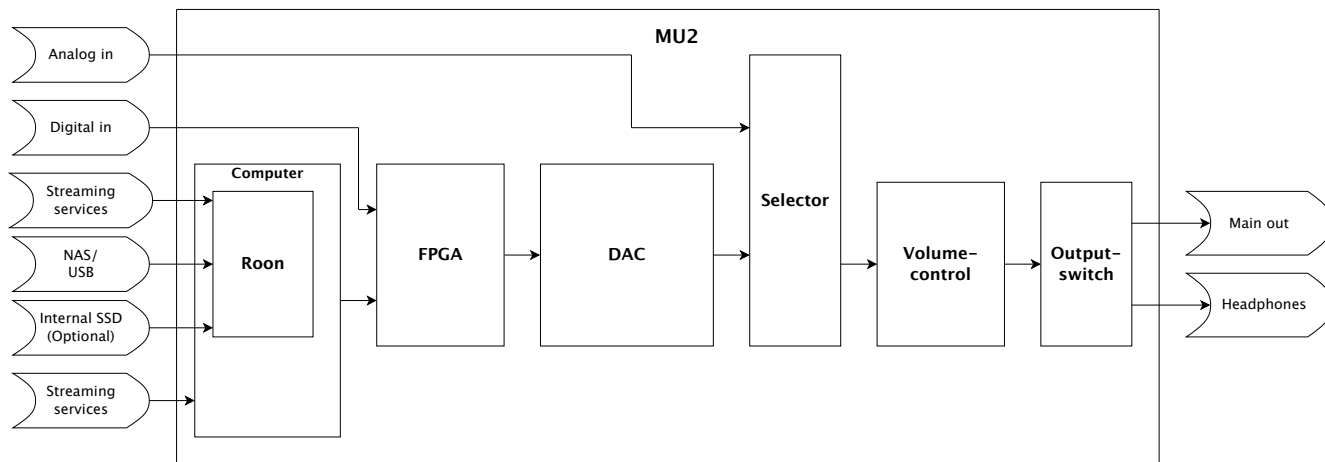 MU2
Analog in
Digital in
Streaming
services
NAS/
USB
Internal SSD
(Optional)
Streaming
services
Computer
Roon
FPGA
DAC
Selector
Volume-
control
Output-
switch
Main out
Headphones